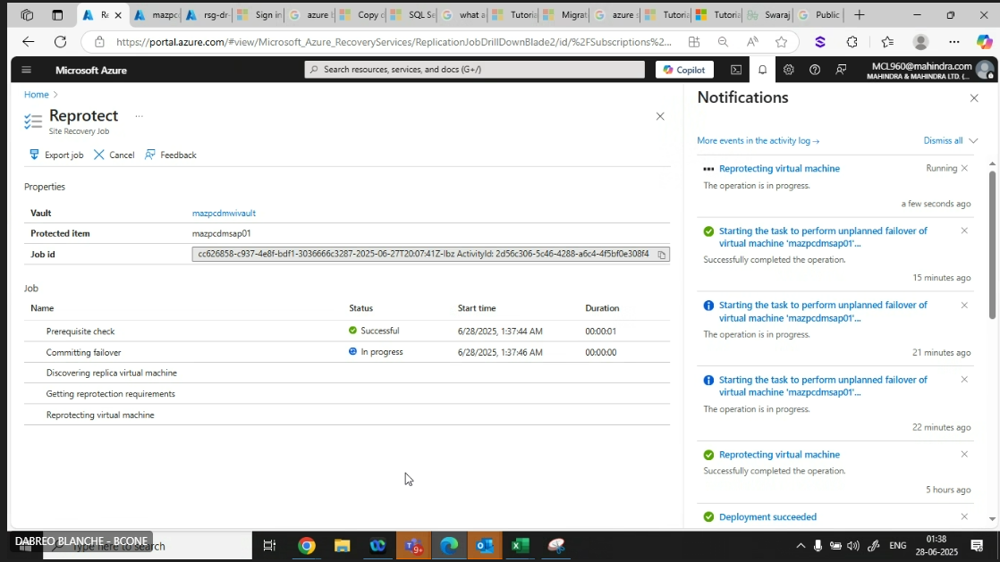 Re
mazpc
rsg-dr-
Sign in
azure b
Copy o
SQL Se
what a
Tutoria
Migrat
azure s
Tutoria
Tutoria
Swaraj
Public
https://portal.azure.com/#view/Microsoft_Azure_RecoveryServices/ReplicationJobDrillDownBlade2/id/%2FSubscriptions%2...
Microsoft Azure
Search resources, services, and docs (G+/)
Copilot
MCL960@mahindra.com
MAHINDRA & MAHINDRA LTD. (...
Home >
Reprotect ...
Site Recovery Job
Export job
Cancel
Feedback
Properties
Vault mazpcdmwivault
Protected item mazpcdmsap01
Job id cc626858-c937-4e8f-bdf1-3036666c3287-2025-06-27T20:07:41Z-Ibz ActivityId: 2d56c306-5c46-4288-a6c4-4f5bf0e308f4
Job
Name Status Start time Duration
Prerequisite check Successful 6/28/2025, 1:37:44 AM 00:00:01
Committing failover In progress 6/28/2025, 1:37:46 AM 00:00:00
Discovering replica virtual machine
Getting reprotection requirements
Reprotecting virtual machine
Notifications
More events in the activity log →
Dismiss all
Reprotecting virtual machine Running
The operation is in progress.
a few seconds ago
Starting the task to perform unplanned failover of
virtual machine 'mazpcdmsap01'...
Successfully completed the operation.
15 minutes ago
Starting the task to perform unplanned failover of
virtual machine 'mazpcdmsap01'...
The operation is in progress.
21 minutes ago
Starting the task to perform unplanned failover of
virtual machine 'mazpcdmsap01'...
The operation is in progress.
22 minutes ago
Reprotecting virtual machine
Successfully completed the operation.
5 hours ago
Deployment succeeded
DABREO BLANCHE - BCONE
Type here to search
9+
ENG
01:38
28-06-2025